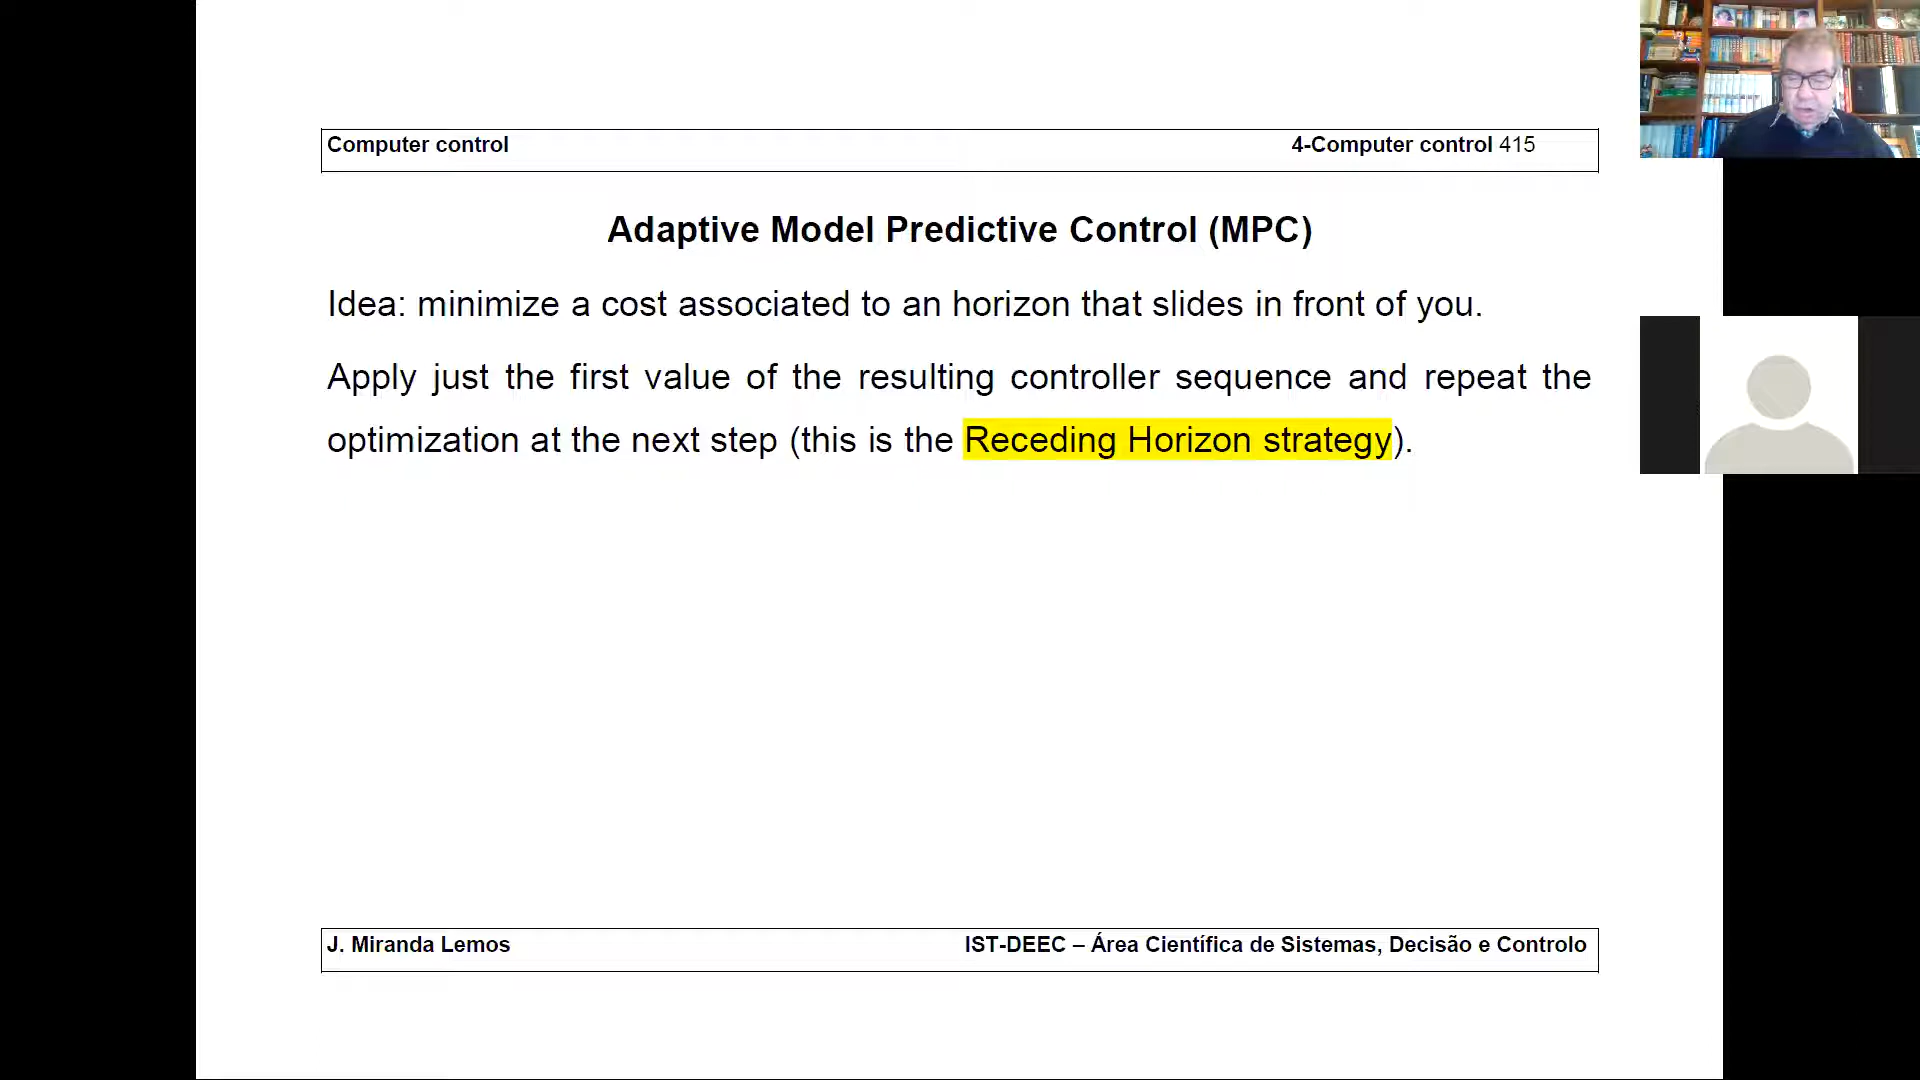 Computer control 4-Computer control 415
Adaptive Model Predictive Control (MPC)
Idea: minimize a cost associated to an horizon that slides in front of you.
Apply just the first value of the resulting controller sequence and repeat the
optimization at the next step (this is the Receding Horizon strategy).
J. Miranda Lemos IST-DEEC – Área Científica de Sistemas, Decisão e Controlo